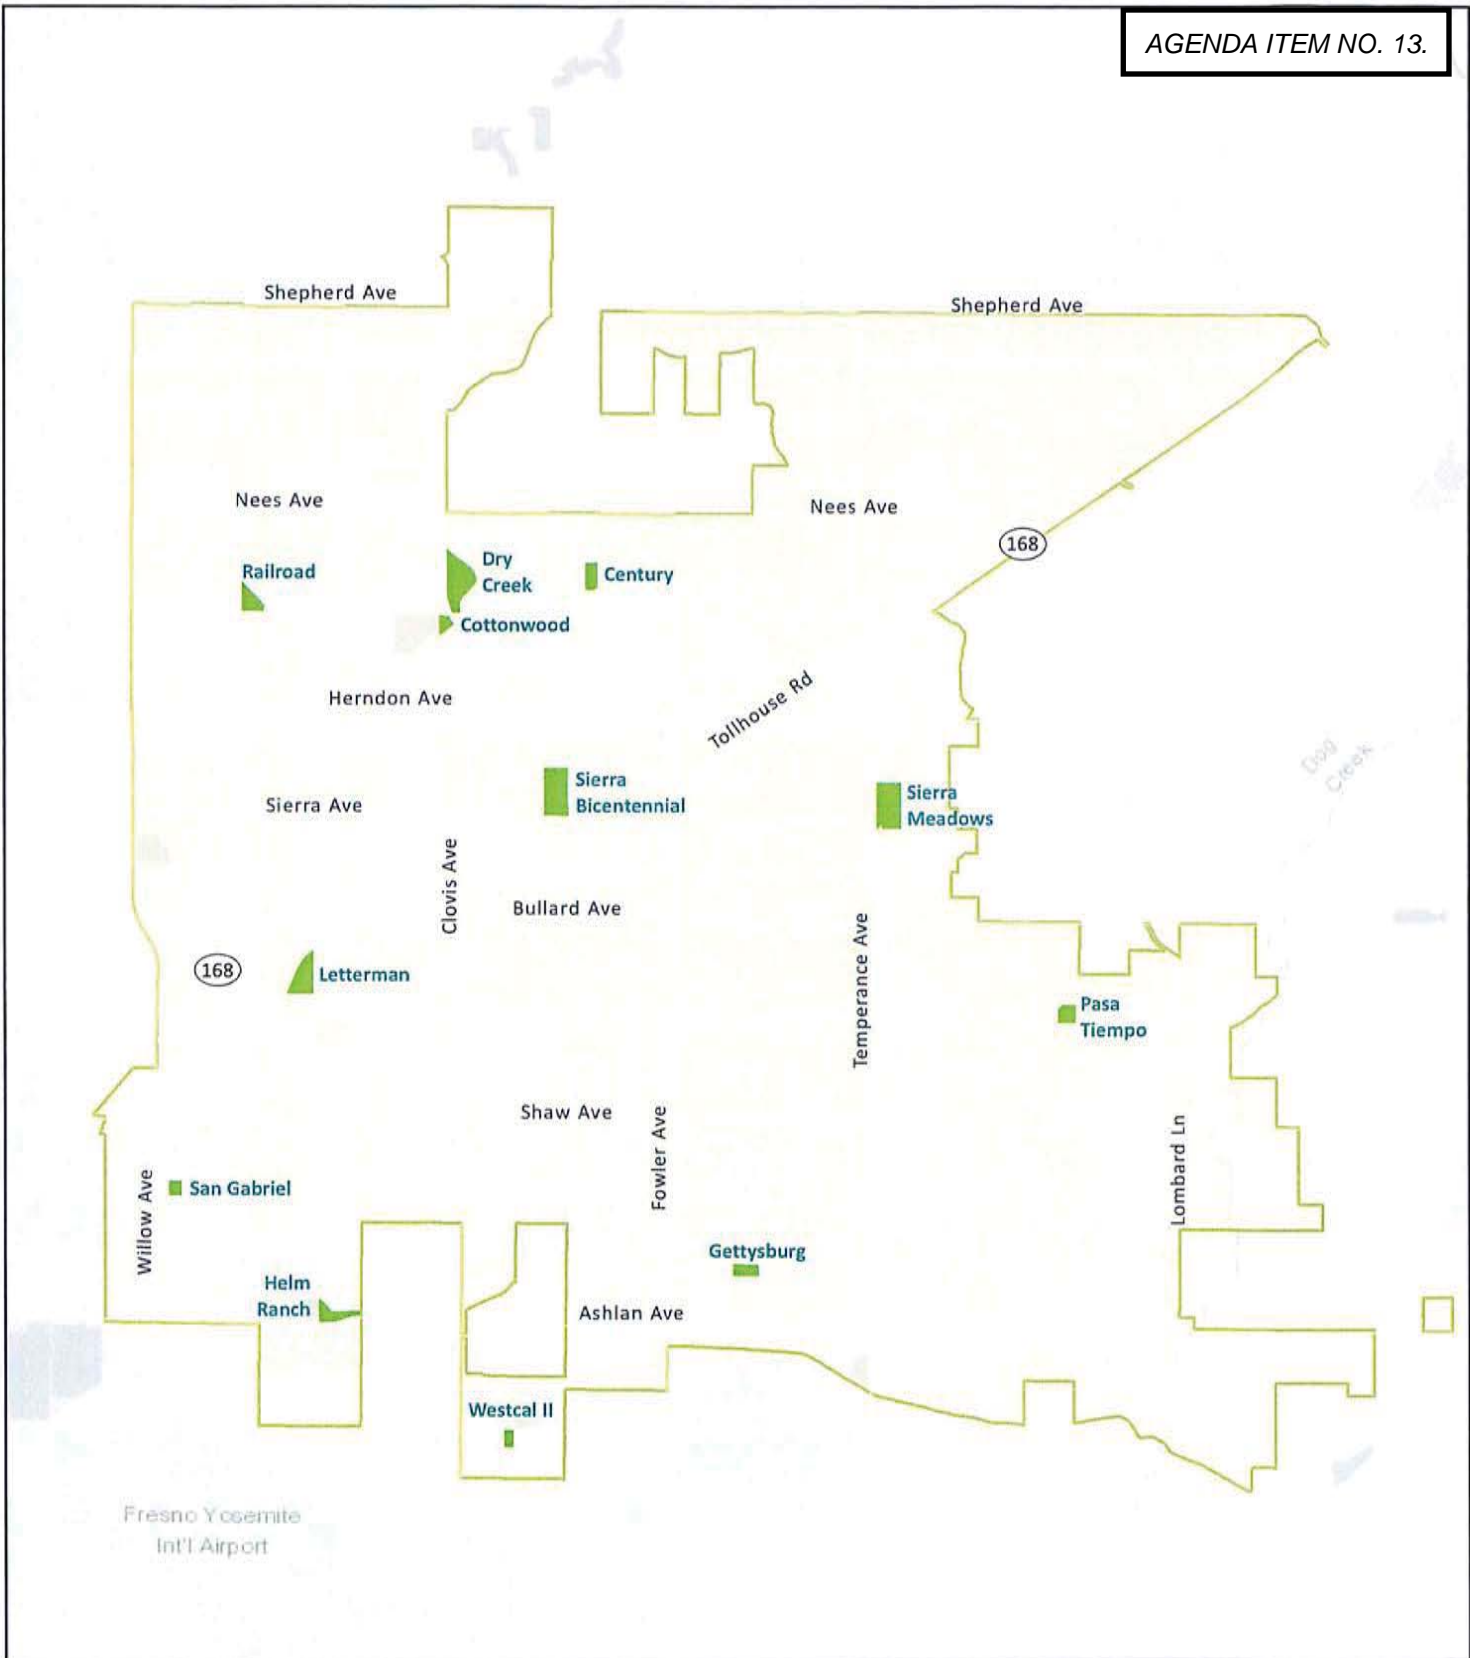 AGENDA ITEM NO. 13.
Shepherd Ave
Shepherd Ave
Nees Ave
Nees Ave
168
Railroad
Dry
Creek
Century
Cottonwood
Herndon Ave
Tollhouse Rd
Dog
Creek
Sierra Ave
Sierra
Bicentennial
Sierra
Meadows
Clovis Ave
Bullard Ave
Temperance Ave
168
Letterman
Pasa
Tiempo
Shaw Ave
Fowler Ave
Lombard Ln
Willow Ave
San Gabriel
Gettysburg
Helm
Ranch
Ashlan Ave
Westcal II
Fresno Yosemite
Int'l Airport